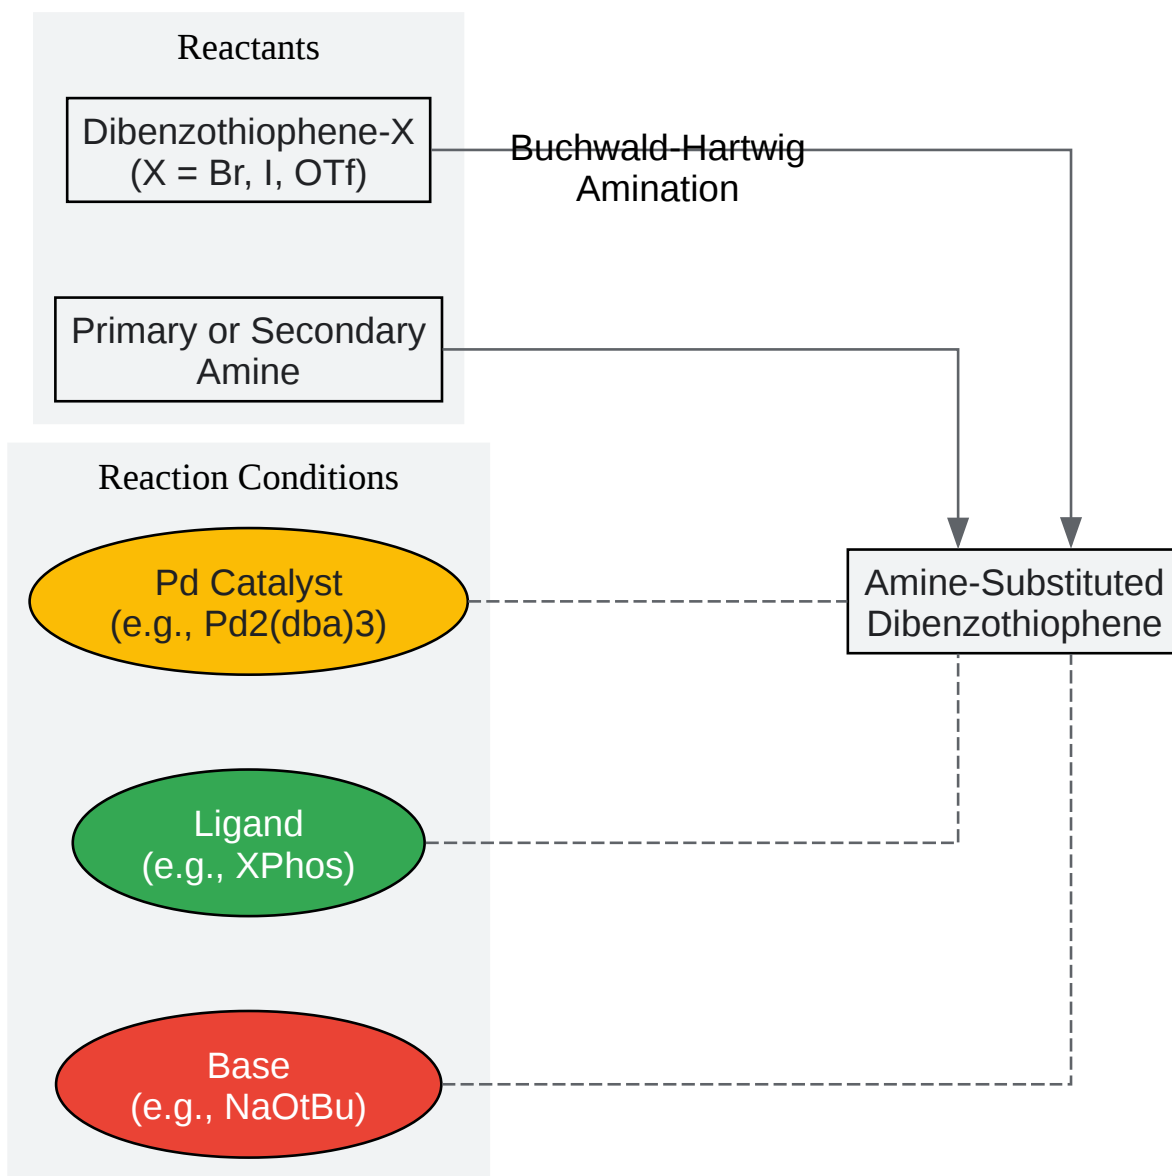 Reactants
Dibenzothiophene-X
(X = Br, I, OTf)
Buchwald-Hartwig
Amination
Primary or Secondary
Amine
Reaction Conditions
Pd Catalyst
(e.g., Pd2(dba)3)
Amine-Substituted
Dibenzothiophene
Ligand
(e.g., XPhos)
Base
(e.g., NaOtBu)